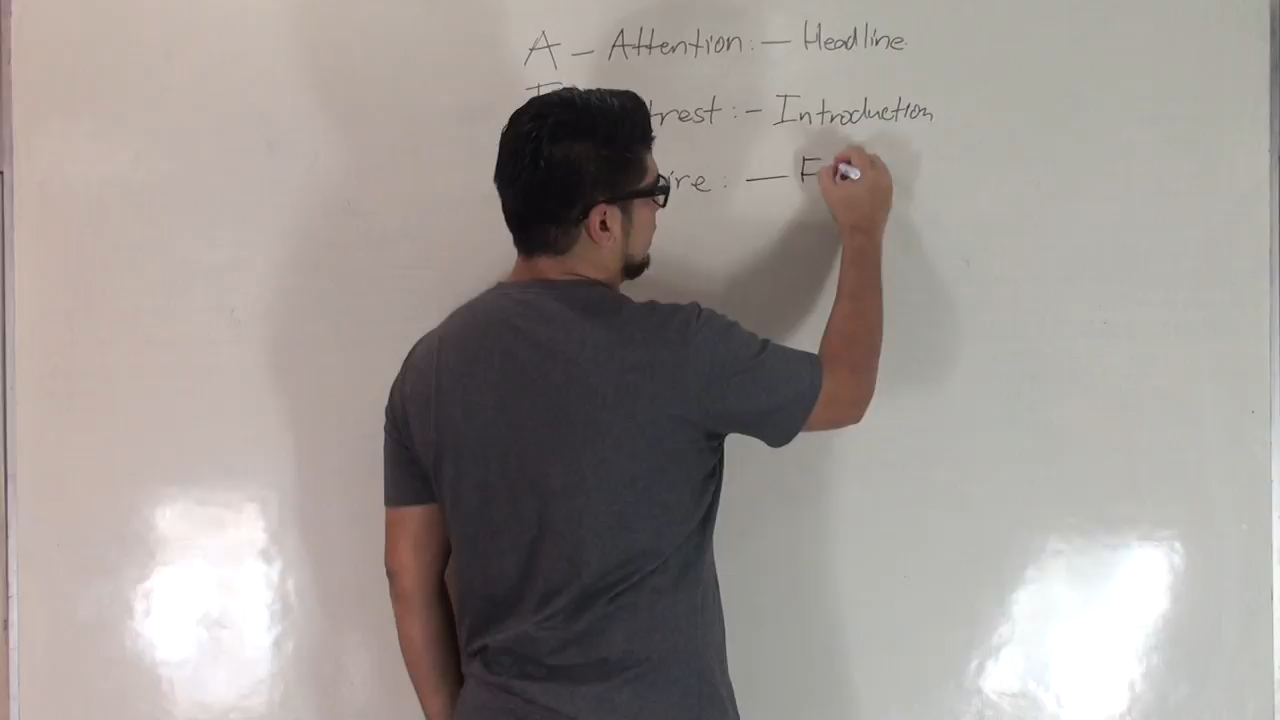 A - Attention: - Headline.
trest: - Introduction
ire: - F